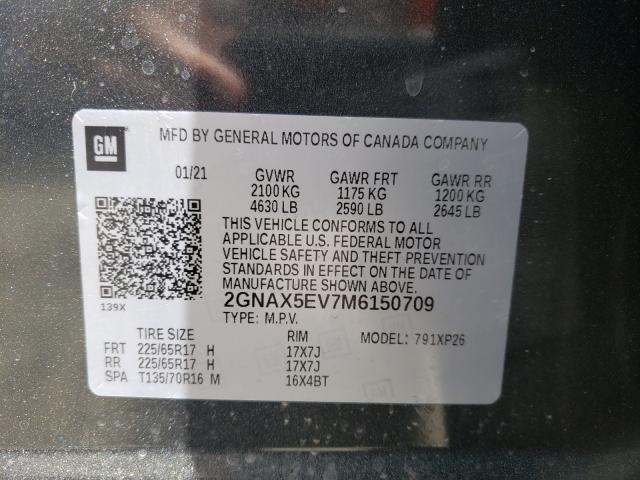 GM
MFD BY GENERAL MOTORS OF CANADA COMPANY
01/21 GVWR GAWR FRT GAWR RR
2100 KG 1175 KG 1200 KG
4630 LB 2590 LB 2645 LB
THIS VEHICLE CONFORMS TO ALL
APPLICABLE U.S. FEDERAL MOTOR
VEHICLE SAFETY AND THEFT PREVENTION
STANDARDS IN EFFECT ON THE DATE OF
MANUFACTURE SHOWN ABOVE.
139X
2GNAX5EV7M6150709
TYPE: M.P.V.
TIRE SIZE RIM MODEL: 791XP26
FRT 225/65R17 H 17X7J
RR 225/65R17 H 17X7J
SPA T135/70R16 M 16X4BT